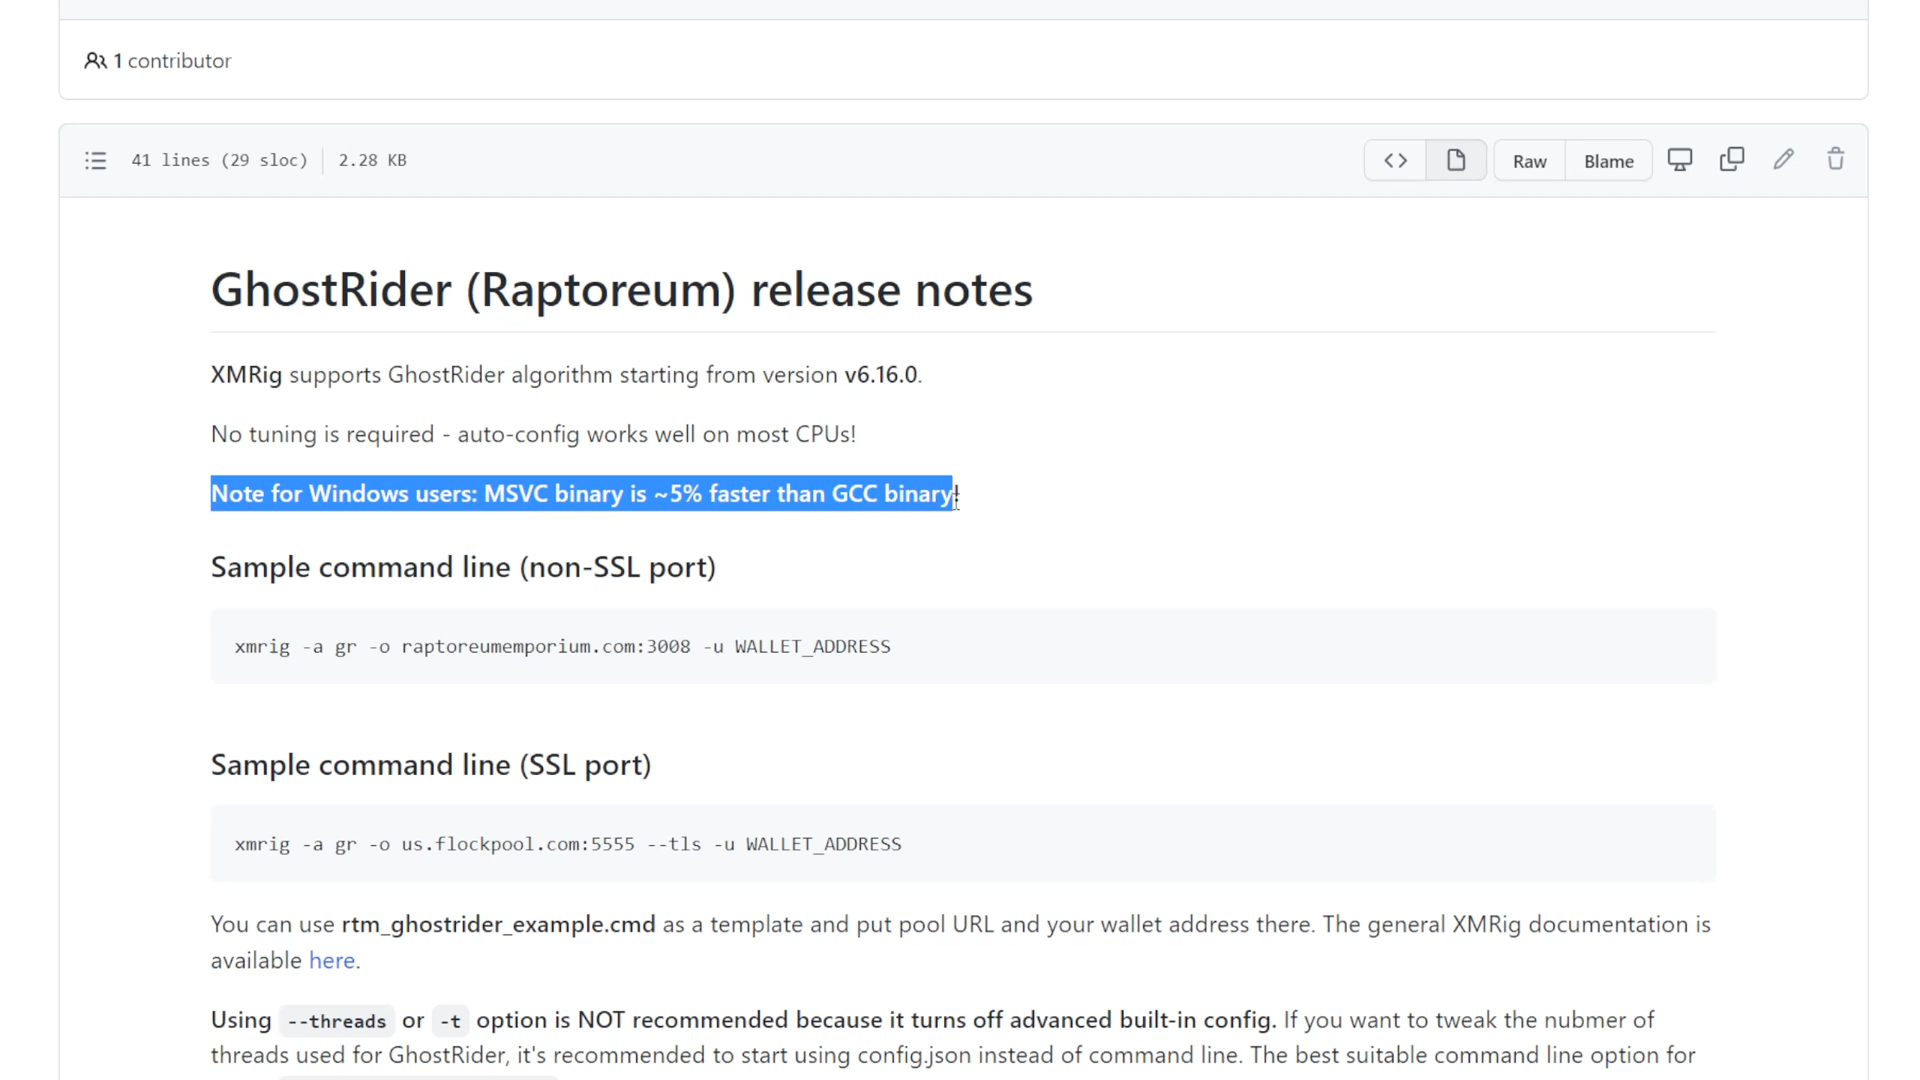 1 contributor
41 lines (29 sloc) 2.28 KB
Raw Blame
GhostRider (Raptoreum) release notes
XMRig supports GhostRider algorithm starting from version v6.16.0.
No tuning is required - auto-config works well on most CPUs!
Note for Windows users: MSVC binary is ~5% faster than GCC binary!
Sample command line (non-SSL port)
xmrig -a gr -o raptoreumemporium.com:3008 -u WALLET_ADDRESS
Sample command line (SSL port)
xmrig -a gr -o us.flockpool.com:5555 --tls -u WALLET_ADDRESS
You can use rtm_ghostrider_example.cmd as a template and put pool URL and your wallet address there. The general XMRig documentation is
available here.
Using --threads or -t option is NOT recommended because it turns off advanced built-in config. If you want to tweak the nubmer of
threads used for GhostRider, it's recommended to start using config.json instead of command line. The best suitable command line option for